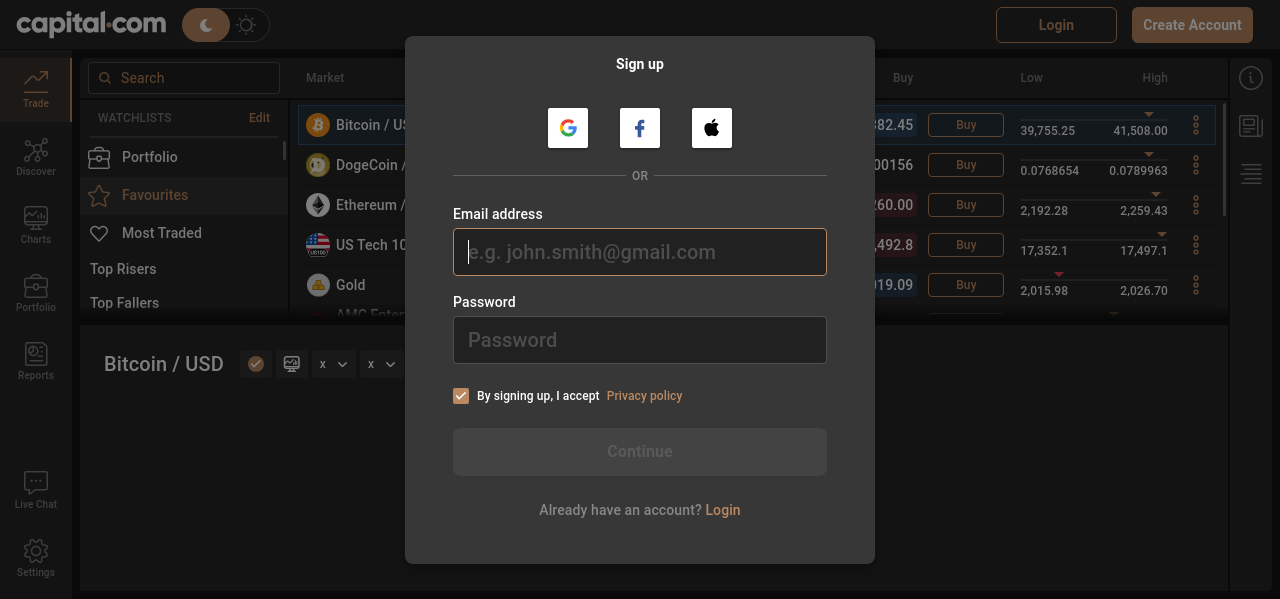 capital.com
Login
Create Account
Sign up
Search
Market
Buy
Low
High
Trade
WATCHLISTS
Edit
Bitcoin / US
382.45
Buy
39,755.25
41,508.00
Portfolio
DogeCoin /
00156
Buy
0.0768654
0.0789963
Discover
OR
Favourites
Ethereum /
260.00
Buy
2,192.28
2,259.43
Email address
Most Traded
US Tech 10
US100
,492.8
Buy
17,352.1
17,497.1
Charts
e.g. john.smith@gmail.com
Top Risers
Gold
019.09
Buy
2,015.98
2,026.70
Portfolio
Password
Top Fallers
AMC Enter
Password
Bitcoin / USD
x
x
Reports
By signing up, I accept Privacy policy
Continue
Live Chat
Already have an account? Login
Settings